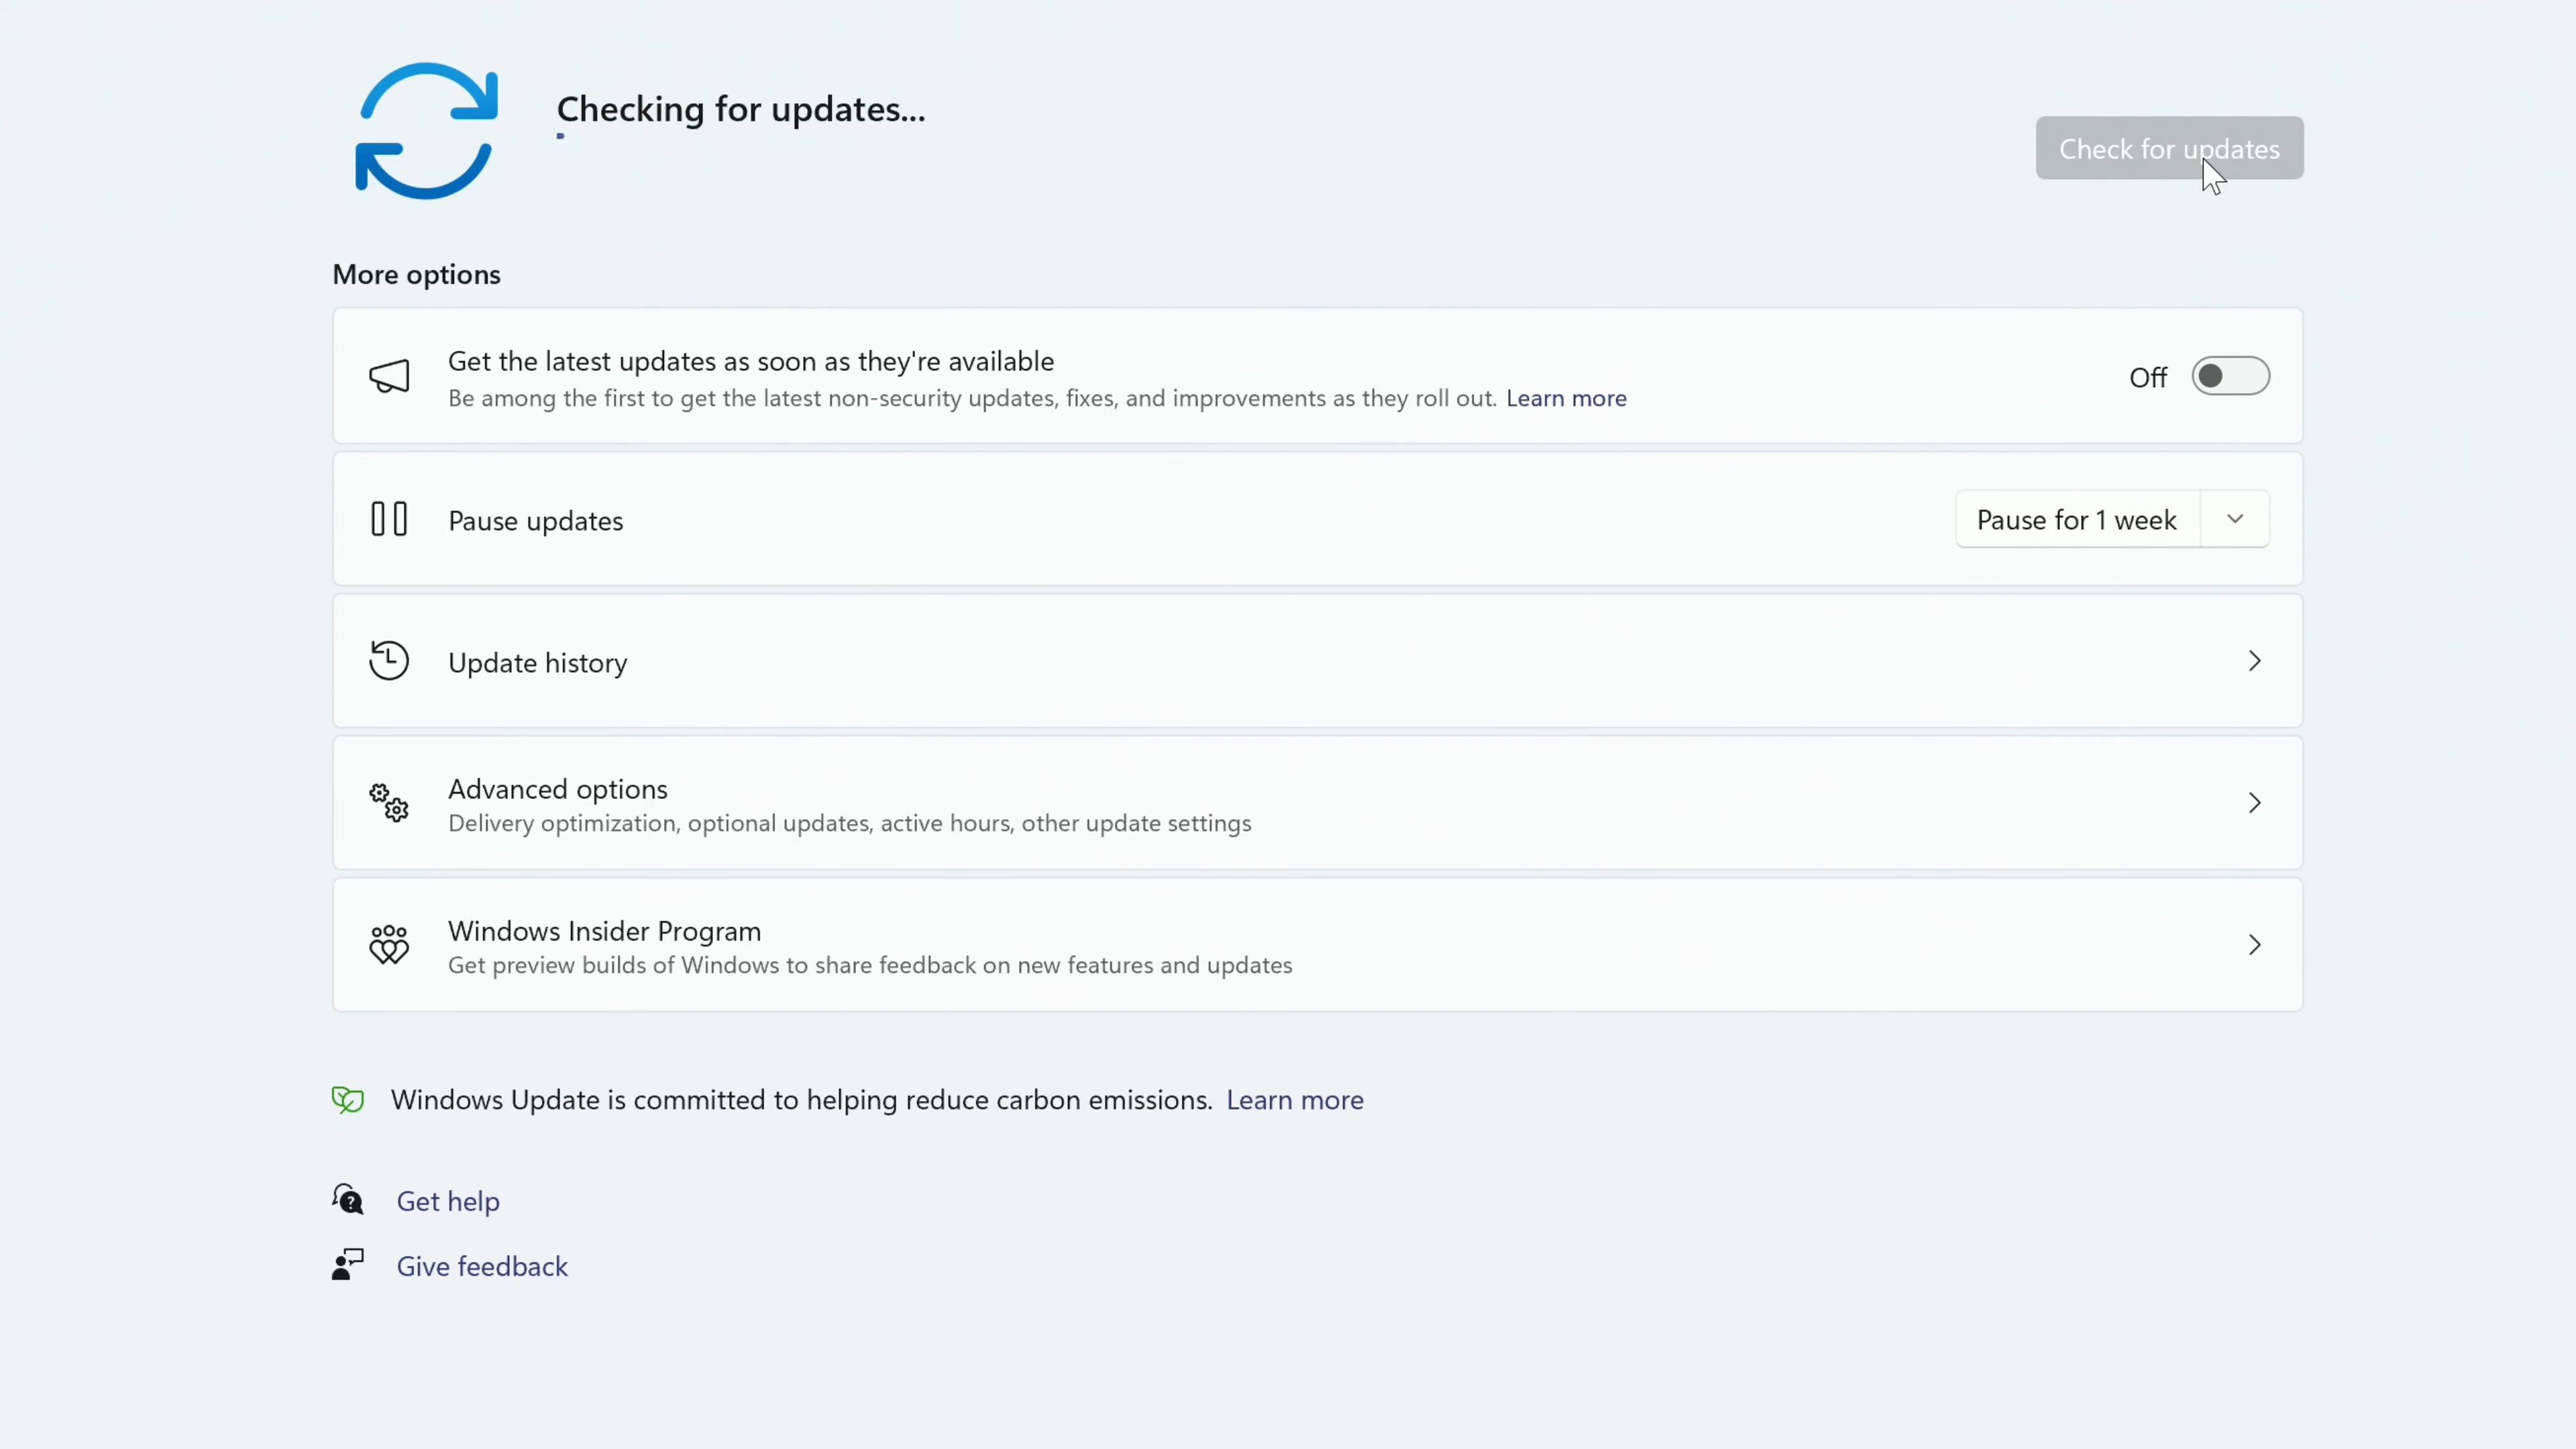 Checking for updates...
Check for updates
More options
Get the latest updates as soon as they're available
Be among the first to get the latest non-security updates, fixes, and improvements as they roll out. Learn more
Off
Pause updates
Pause for 1 week
Update history
Advanced options
Delivery optimization, optional updates, active hours, other update settings
Windows Insider Program
Get preview builds of Windows to share feedback on new features and updates
Windows Update is committed to helping reduce carbon emissions. Learn more
Get help
Give feedback